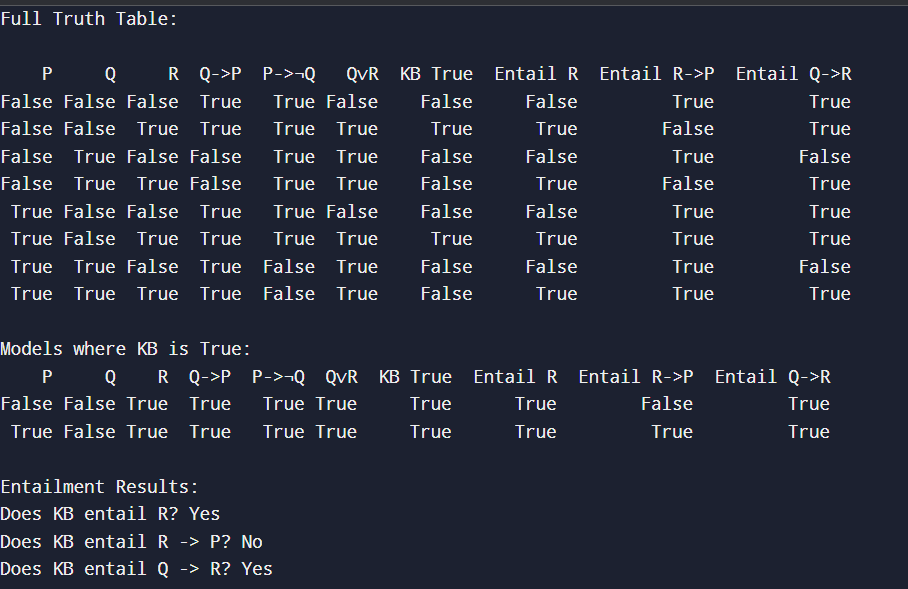 Full Truth Table:
P Q R Q->P P->¬Q QvR KB True Entail R Entail R->P Entail Q->R
False False False True True False False False True True
False False True True True True True True False True
False True False False True True False False True False
False True True False True True False True False True
True False False True True False False False True True
True False True True True True True True True True
True True False True False True False False True False
True True True True False True False True True True
Models where KB is True:
P Q R Q->P P->¬Q QvR KB True Entail R Entail R->P Entail Q->R
False False True True True True True True False True
True False True True True True True True True True
Entailment Results:
Does KB entail R? Yes
Does KB entail R -> P? No
Does KB entail Q -> R? Yes